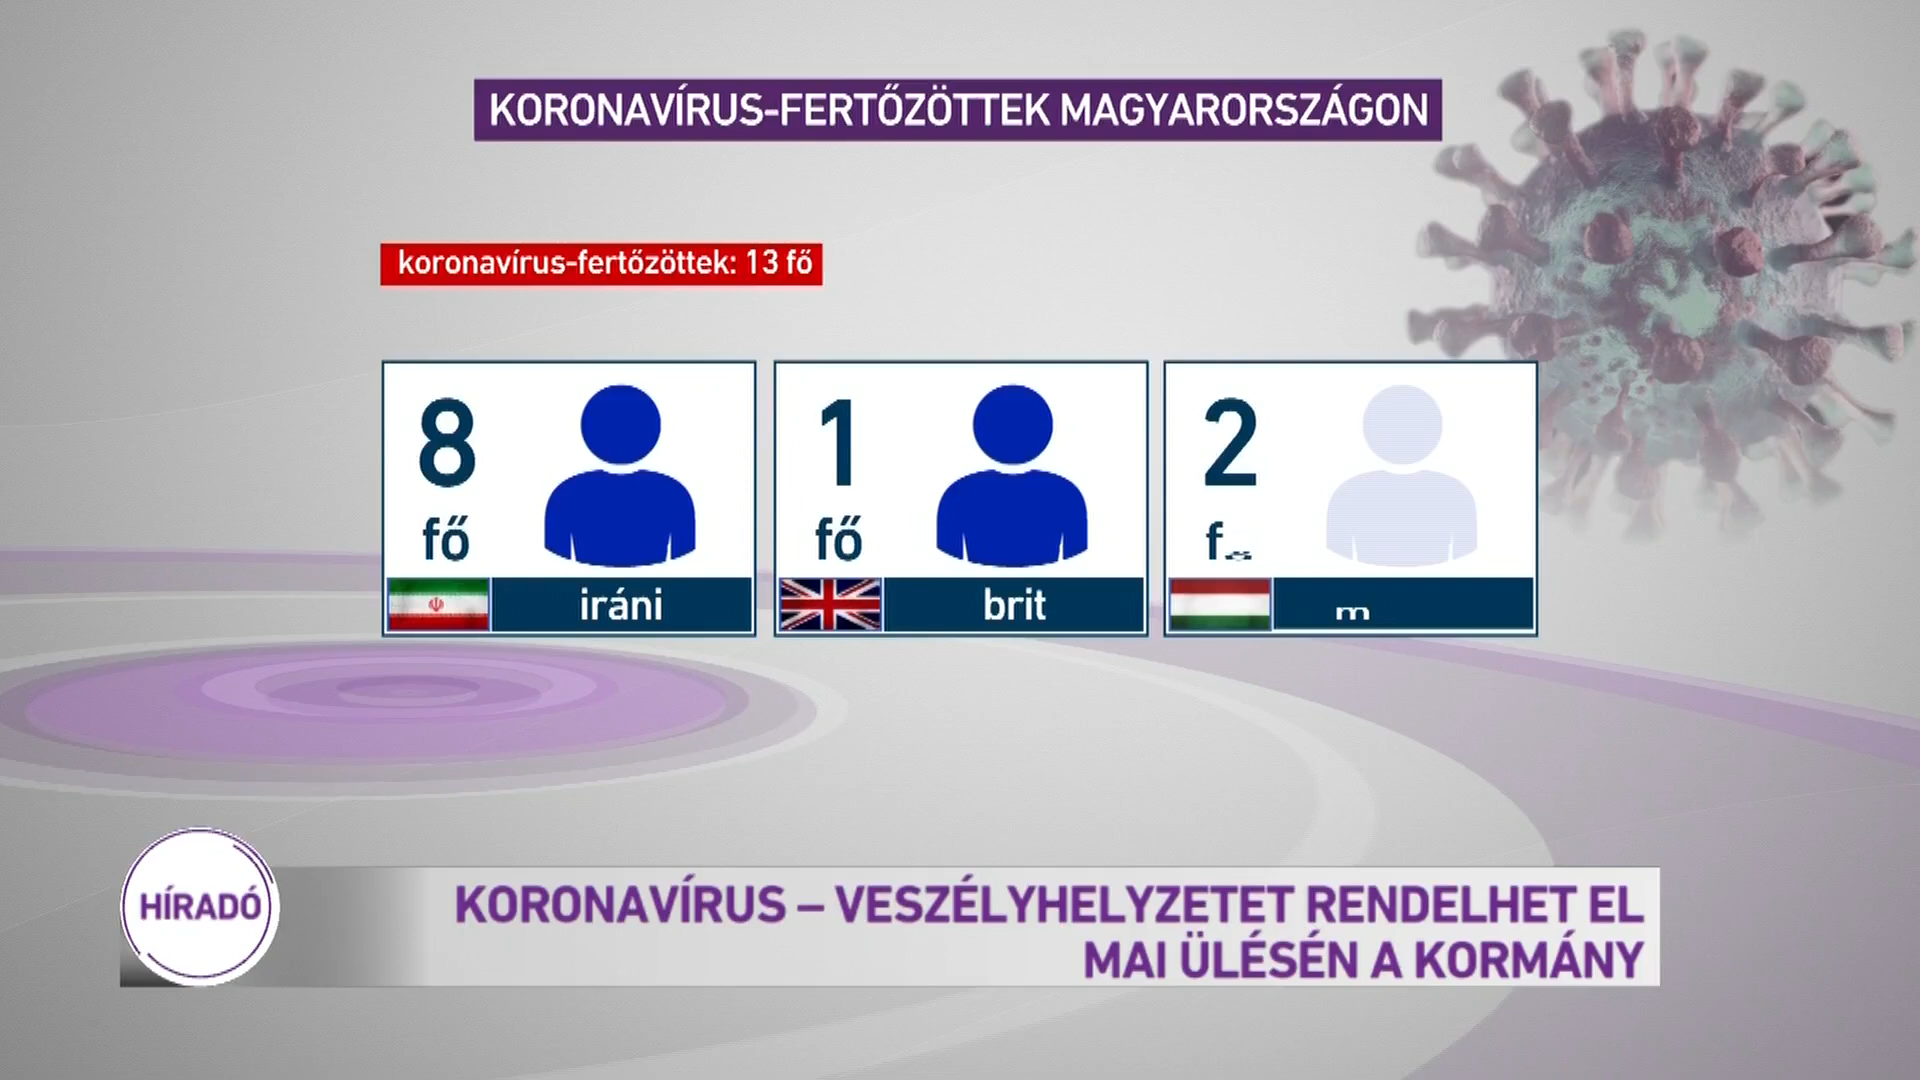 KORONAVÍRUS-FERTŐZÖTTEK MAGYARORSZÁGON
koronavírus-fertőzöttek: 13 fő
8 fő
iráni
1 fő
brit
2 f
m
HÍRADÓ
KORONAVÍRUS – VESZÉLYHELYZETET RENDELHET EL
MAI ÜLÉSÉN A KORMÁNY